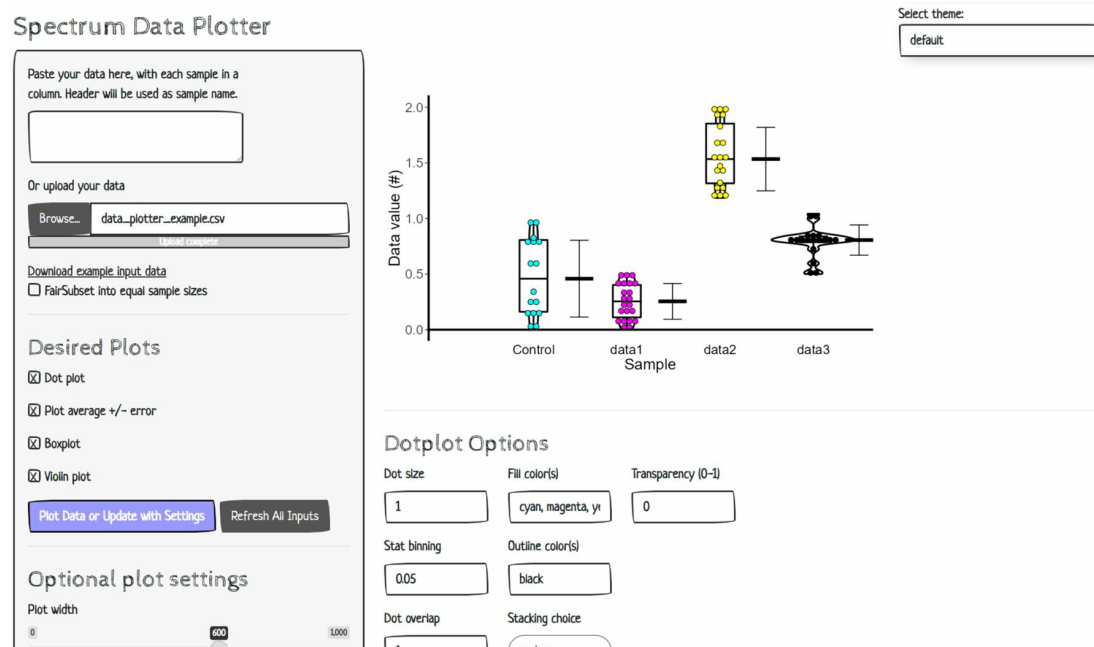 Spectrum Data Plotter
Select theme:
default
Paste your data here, with each sample in a
column. Header will be used as sample name.
Or upload your data
Browse... data_plotter_example.csv
Upload complete
Download example input data
FairSubset into equal sample sizes
Desired Plots
Dot plot
Plot average +/- error
Boxplot
Violin plot
Plot Data or Update with Settings Refresh All Inputs
Optional plot settings
Plot width
0 600 1,000
Data value (#)
2.0
1.5
1.0
0.5
0.0
Control data1 data2 data3
Sample
Dotplot Options
Dot size Fill color(s) Transparency (0-1)
1 cyan, magenta, ye 0
Stat binning Outline color(s)
0.05 black
Dot overlap Stacking choice